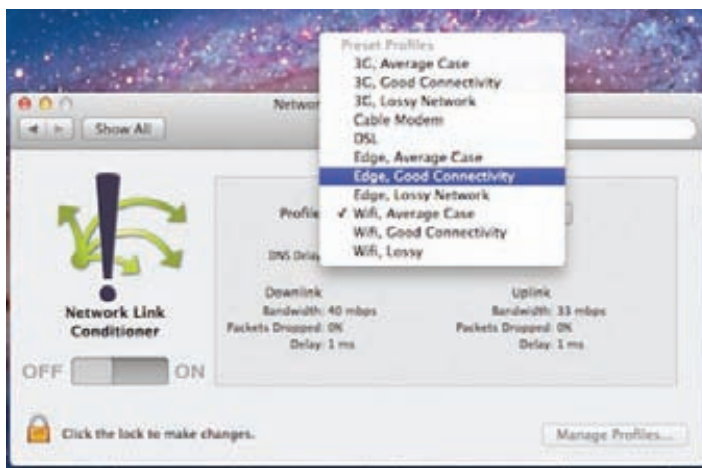 Preset Profiles
3G, Average Case
3G, Good Connectivity
3G, Lossy Network
Cable Modem
DSL
Edge, Average Case
Edge, Good Connectivity
Edge, Lossy Network
✓ Wifi, Average Case
Wifi, Good Connectivity
Wifi, Lossy
Networ
Show All
Profile
DNS Delay
Downlink
Bandwidth: 40 mbps
Packets Dropped: 0%
Delay: 1 ms
Uplink
Bandwidth: 33 mbps
Packets Dropped: 0%
Delay: 1 ms
Network Link
Conditioner
OFF ON
Click the lock to make changes.
Manage Profiles...